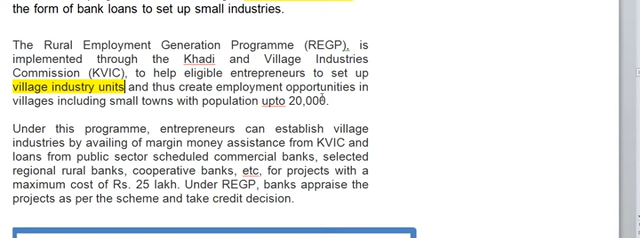 the form of bank loans to set up small industries.
The Rural Employment Generation Programme (REGP), is
implemented through the Khadi and Village Industries
Commission (KVIC), to help eligible entrepreneurs to set up
village industry units and thus create employment opportunities in
villages including small towns with population upto 20,000.
Under this programme, entrepreneurs can establish village
industries by availing of margin money assistance from KVIC and
loans from public sector scheduled commercial banks, selected
regional rural banks, cooperative banks, etc, for projects with a
maximum cost of Rs. 25 lakh. Under REGP, banks appraise the
projects as per the scheme and take credit decision.